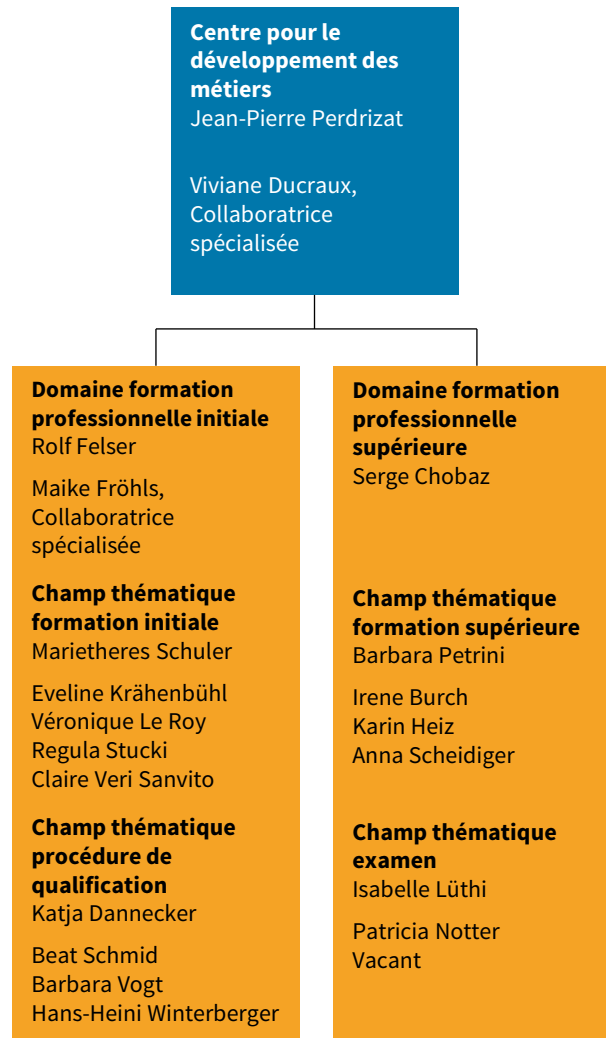 Centre pour le
développement des
métiers
Jean-Pierre Perdrizat
Viviane Ducraux,
Collaboratrice
spécialisée
Domaine formation
professionnelle initiale
Rolf Felser
Maike Fröhls,
Collaboratrice
spécialisée
Champ thématique
formation initiale
Marietheres Schuler
Eveline Krähenbühl
Véronique Le Roy
Regula Stucki
Claire Veri Sanvito
Champ thématique
procédure de
qualification
Katja Dannecker
Beat Schmid
Barbara Vogt
Hans-Heini Winterberger
Domaine formation
professionnelle
supérieure
Serge Chobaz
Champ thématique
formation supérieure
Barbara Petrini
Irene Burch
Karin Heiz
Anna Scheidiger
Champ thématique
examen
Isabelle Lüthi
Patricia Notter
Vacant